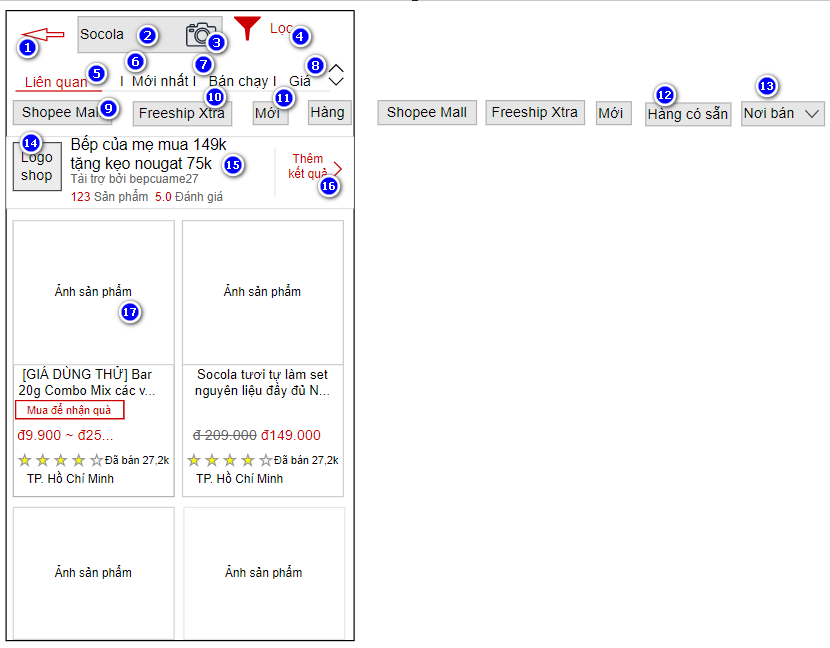 Socola
2
3
Lọc
4
1
Liên quan
5
6
I Mới nhất I
7
Bán chạy I
Giá
8
Shopee Mall
9
Freeship Xtra
10
Mới
11
Hàng
Shopee Mall
Freeship Xtra
Mới
12
Hàng có sẵn
13
Nơi bán
14
Logo
shop
Bếp của mẹ mua 149k
tặng kẹo nougat 75k
15
Tài trợ bởi bepcuame27
123 Sản phẩm 5.0 Đánh giá
Thêm
kết quả
16
Ảnh sản phẩm
17
Ảnh sản phẩm
[GIÁ DÙNG THỬ] Bar
20g Combo Mix các v...
Mua để nhận quà
đ9.900 ~ đ25...
Đã bán 27,2k
TP. Hồ Chí Minh
Socola tươi tự làm set
nguyên liệu đầy đủ N...
đ 209.000 đ149.000
Đã bán 27,2k
TP. Hồ Chí Minh
Ảnh sản phẩm
Ảnh sản phẩm